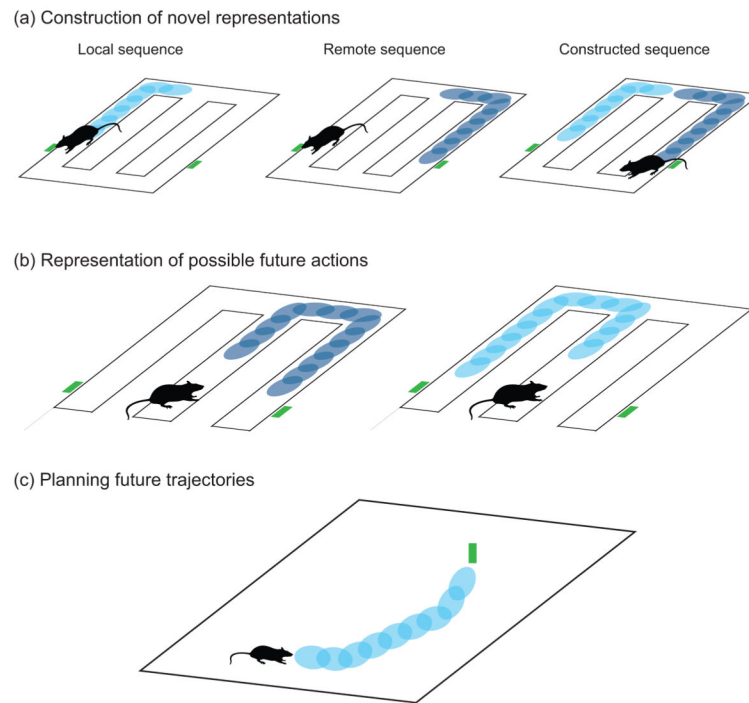 (a) Construction of novel representations
Local sequence
Remote sequence
Constructed sequence
(b) Representation of possible future actions
(c) Planning future trajectories